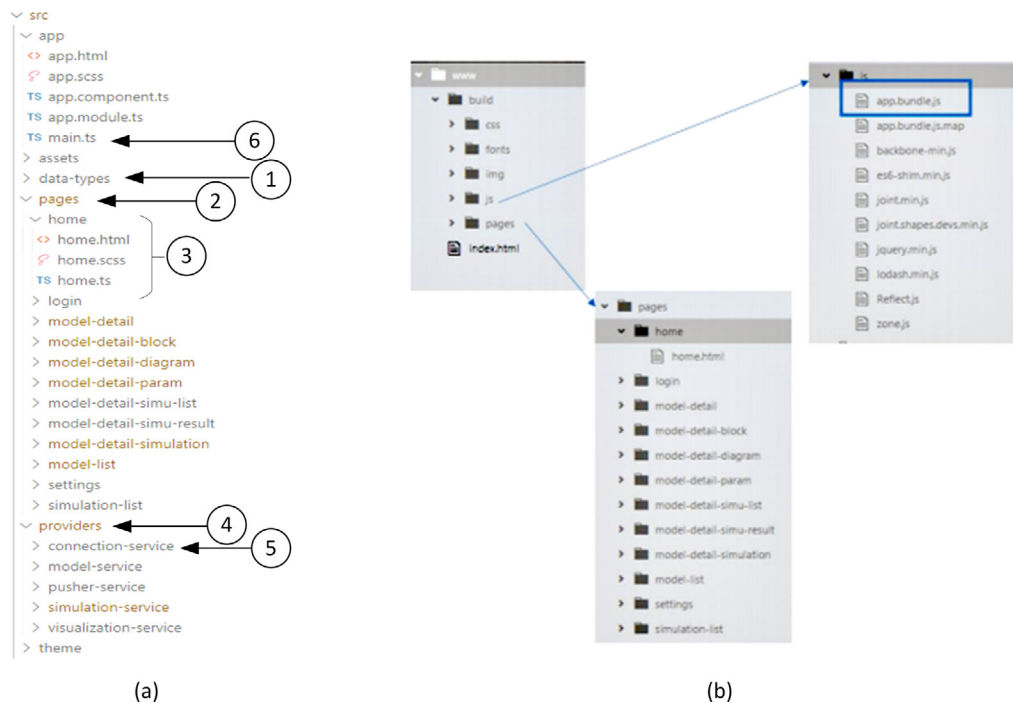 src
app
<> app.html
app.scss
TS app.component.ts
TS app.module.ts
TS main.ts
6
assets
data-types
1
pages
2
home
<> home.html
home.scss
TS home.ts
3
login
model-detail
model-detail-block
model-detail-diagram
model-detail-param
model-detail-simu-list
model-detail-simu-result
model-detail-simulation
model-list
settings
simulation-list
providers
4
connection-service
5
model-service
pusher-service
simulation-service
visualization-service
theme
(a)
www
build
css
fonts
img
js
pages
index.html
js
app.bundle.js
app.bundle.js.map
backbone-min.js
es6-shim.min.js
joint.min.js
joint.shapes.devs.min.js
jquery.min.js
lodash.min.js
Reflect.js
zone.js
pages
home
home.html
login
model-detail
model-detail-block
model-detail-diagram
model-detail-param
model-detail-simu-list
model-detail-simu-result
model-detail-simulation
model-list
settings
simulation-list
(b)